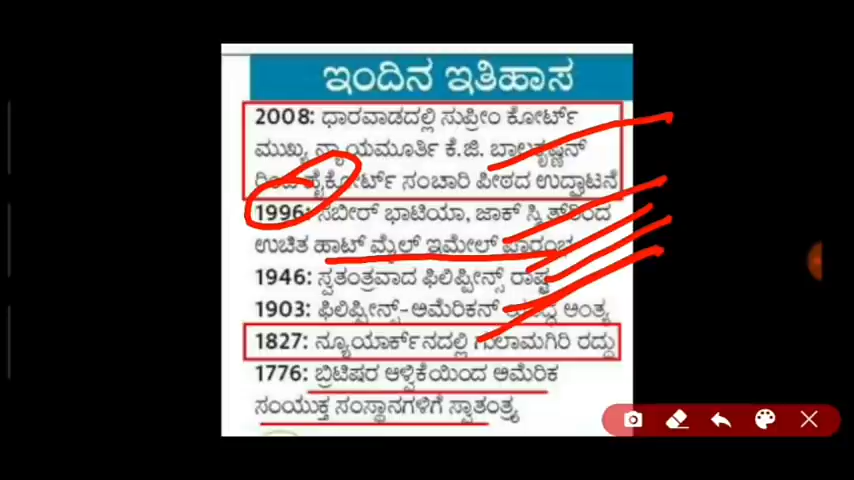 ಇಂದಿನ ಇತಿಹಾಸ
2008: ಧಾರವಾಡದಲ್ಲಿ ಸುಪ್ರೀಂ ಕೋರ್ಟ್
ಮುಖ್ಯ ನ್ಯಾಯಮೂರ್ತಿ ಕೆ.ಜಿ. ಬಾಲಕೃಷ್ಣನ್
ರಿಂದ ಹೈಕೋರ್ಟ್ ಸಂಚಾರಿ ಪೀಠದ ಉದ್ಘಾಟನೆ
1996: ಸಬೀರ್ ಭಾಟಿಯಾ, ಜಾಕ್ ಸ್ಮಿತ್‌ರಿಂದ
ಉಚಿತ ಹಾಟ್ ಮೈಲ್ ಇಮೇಲ್ ಪ್ರಾರಂಭ
1946: ಸ್ವತಂತ್ರವಾದ ಫಿಲಿಪ್ಪೀನ್ಸ್ ರಾಷ್ಟ್ರ
1903: ಫಿಲಿಪ್ಪೀನ್ಸ್-ಅಮೆರಿಕನ್ ಅಂತ್ಯ
1827: ನ್ಯೂಯಾರ್ಕ್‌ನದಲ್ಲಿ ಗುಲಾಮಗಿರಿ ರದ್ದು
1776: ಬ್ರಿಟಿಷರ ಆಳ್ವಿಕೆಯಿಂದ ಅಮೆರಿಕ
ಸಂಯುಕ್ತ ಸಂಸ್ಥಾನಗಳಿಗೆ ಸ್ವಾತಂತ್ರ್ಯ